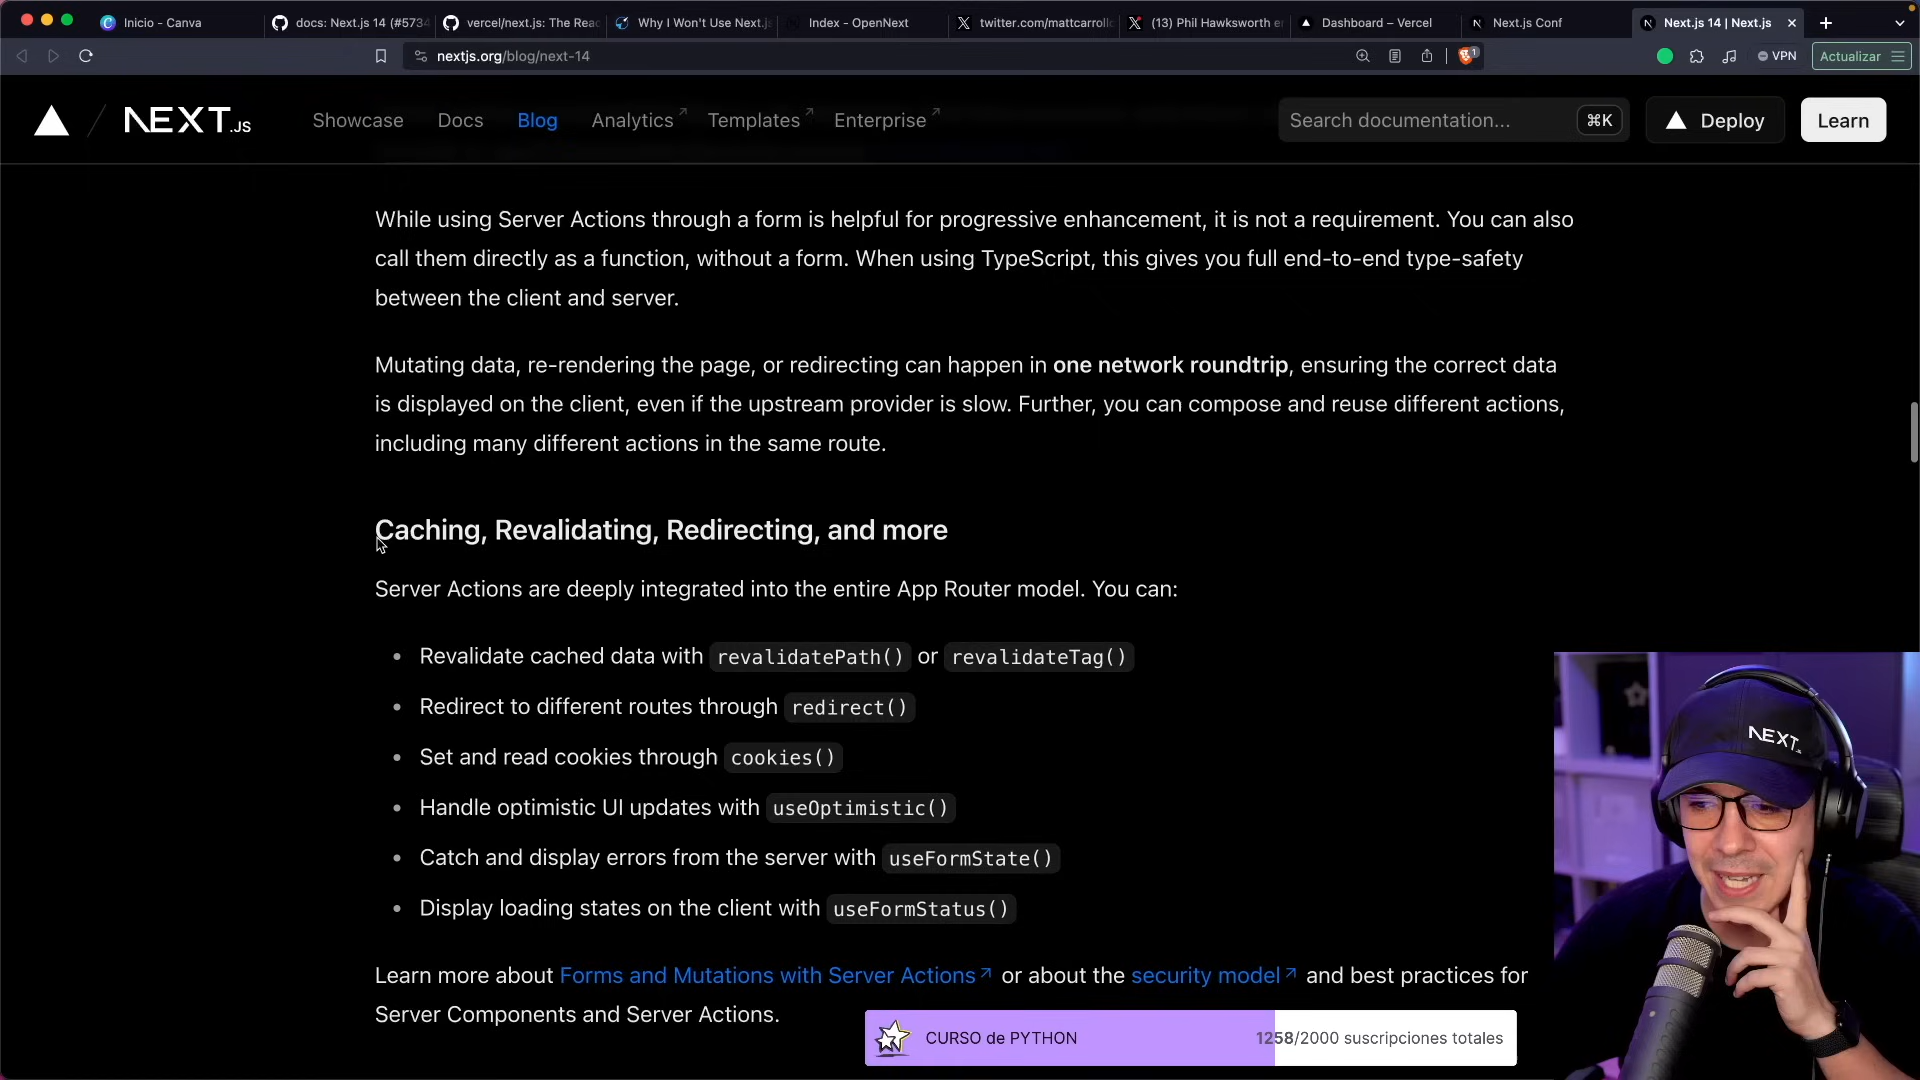 Inicio – Canva
docs: Next.js 14 (#5734
vercel/next.js: The Rea
Why I Won't Use Next.js
Index - OpenNext
twitter.com/mattcarrollc
(13) Phil Hawksworth en
Dashboard – Vercel
Next.js Conf
Next.js 14 | Next.js
nextjs.org/blog/next-14
1
VPN
Actualizar
NEXT.JS
Showcase
Docs
Blog
Analytics
Templates
Enterprise
Search documentation...
⌘K
Deploy
Learn
While using Server Actions through a form is helpful for progressive enhancement, it is not a requirement. You can also
call them directly as a function, without a form. When using TypeScript, this gives you full end-to-end type-safety
between the client and server.
Mutating data, re-rendering the page, or redirecting can happen in one network roundtrip, ensuring the correct data
is displayed on the client, even if the upstream provider is slow. Further, you can compose and reuse different actions,
including many different actions in the same route.
Caching, Revalidating, Redirecting, and more
Server Actions are deeply integrated into the entire App Router model. You can:
• Revalidate cached data with revalidatePath() or revalidateTag()
• Redirect to different routes through redirect()
• Set and read cookies through cookies()
• Handle optimistic UI updates with useOptimistic()
• Catch and display errors from the server with useFormState()
• Display loading states on the client with useFormStatus()
Learn more about Forms and Mutations with Server Actions or about the security model and best practices for
Server Components and Server Actions.
NEXT.
CURSO de PYTHON
1258/2000 suscripciones totales